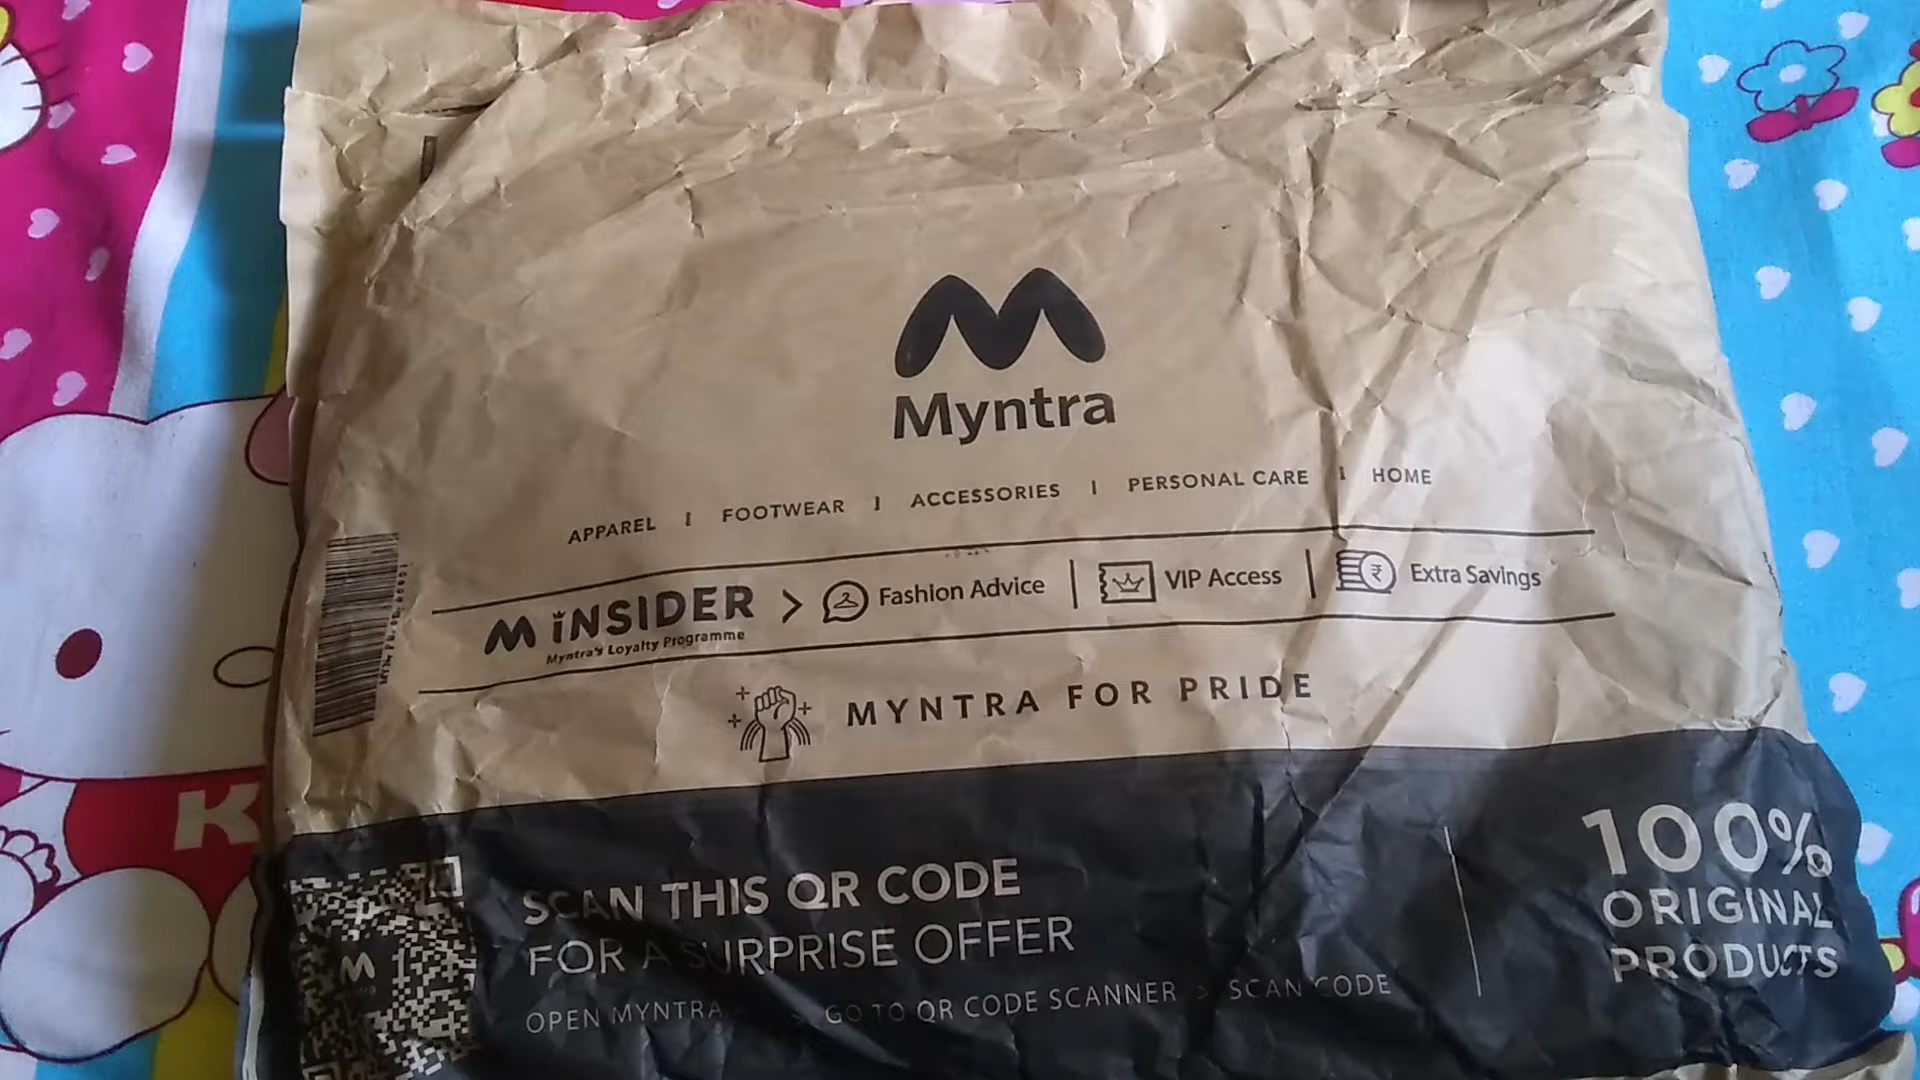 Myntra
APPAREL I FOOTWEAR I ACCESSORIES I PERSONAL CARE I HOME
INSIDER > Fashion Advice | VIP Access | Extra Savings
Myntra's Loyalty Programme
MYNTRA FOR PRIDE
SCAN THIS QR CODE
FOR A SURPRISE OFFER
OPEN MYNTRA > GO TO QR CODE SCANNER > SCAN CODE
100%
ORIGINAL
PRODUCTS
K